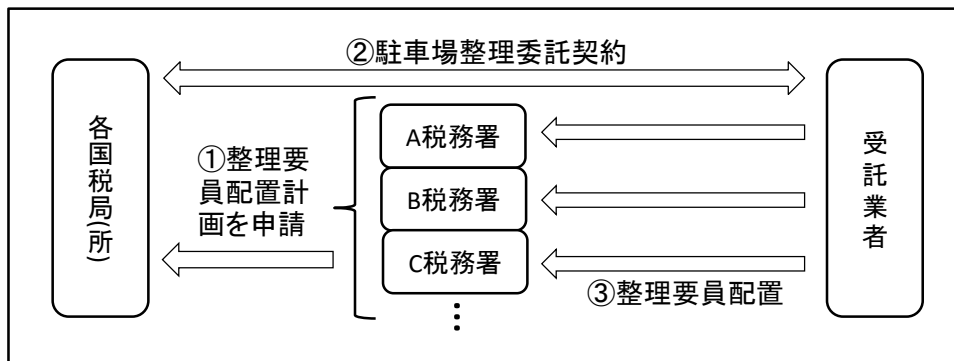 ②駐車場整理委託契約
各国税局(所)
①整理要
員配置計
画を申請
A税務署
B税務署
C税務署
⋮
③整理要員配置
受託業者